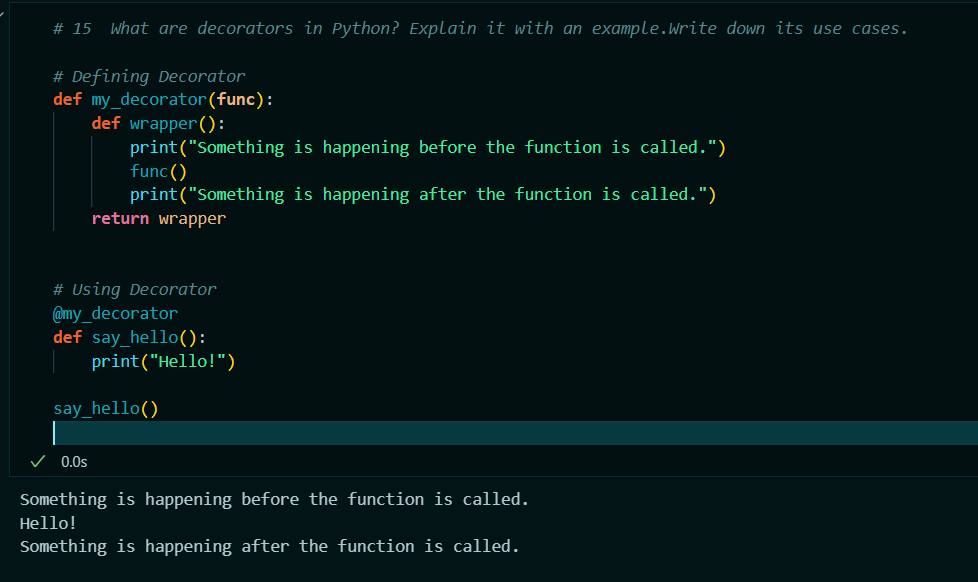 # 15  What are decorators in Python? Explain it with an example.Write down its use cases.
# Defining Decorator
def my_decorator(func):
    def wrapper():
        print("Something is happening before the function is called.")
        func()
        print("Something is happening after the function is called.")
    return wrapper
# Using Decorator
@my_decorator
def say_hello():
    print("Hello!")
say_hello()
0.0s
Something is happening before the function is called.
Hello!
Something is happening after the function is called.